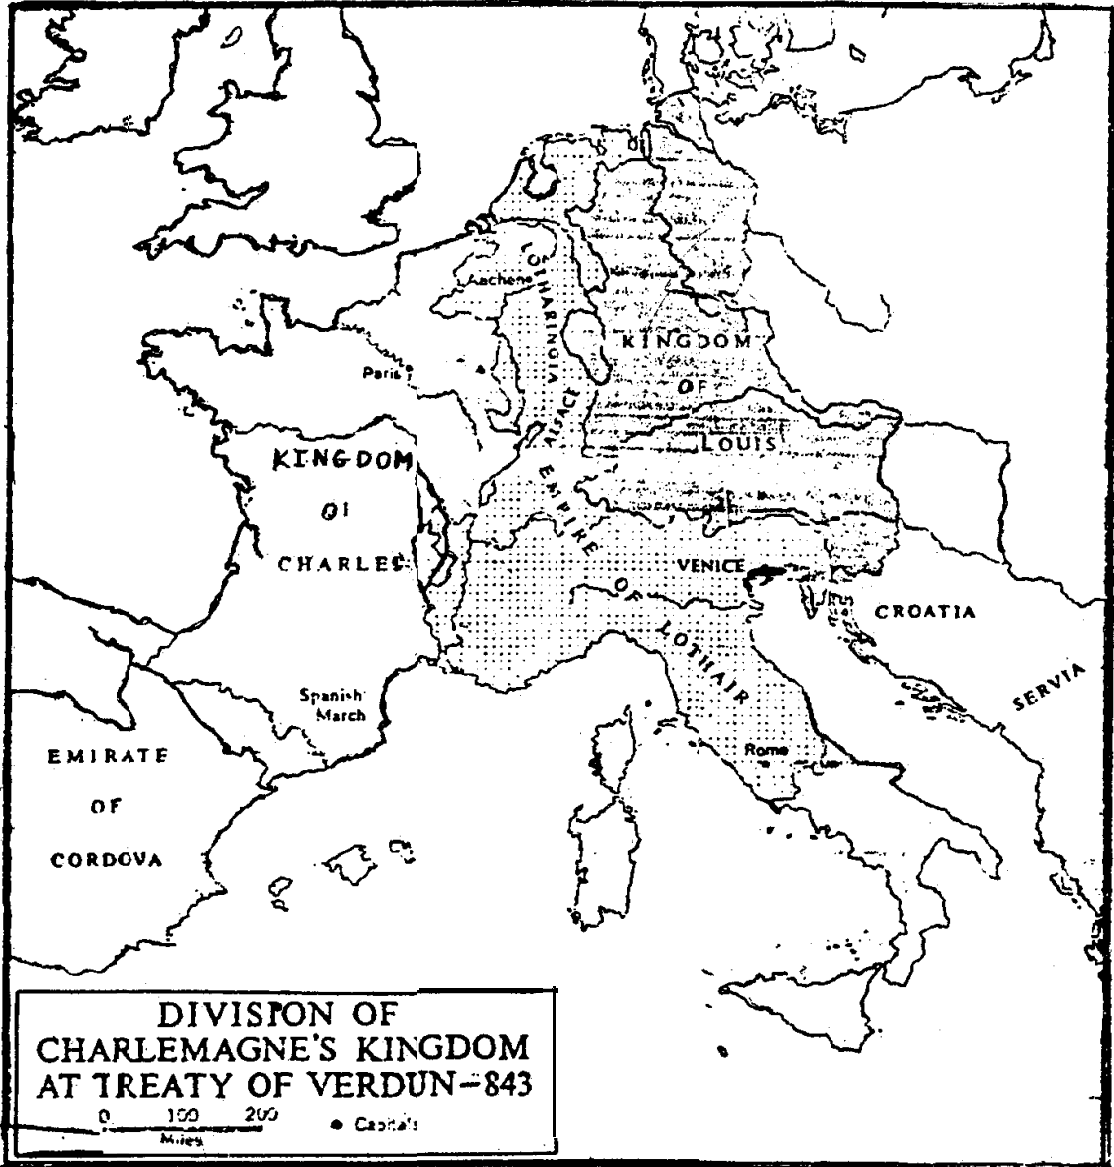 LOTHARINGIA
Aachen
KINGDOM
OF
LOUIS
Paris
ALSACE
KINGDOM
OF
CHARLES
EMPIRE OF LOTHAIR
VENICE
CROATIA
SERVIA
Spanish
March
EMIRATE
OF
CORDOVA
Rome
DIVISION OF
CHARLEMAGNE'S KINGDOM
AT TREATY OF VERDUN–843
0 100 200
Miles
Capitals